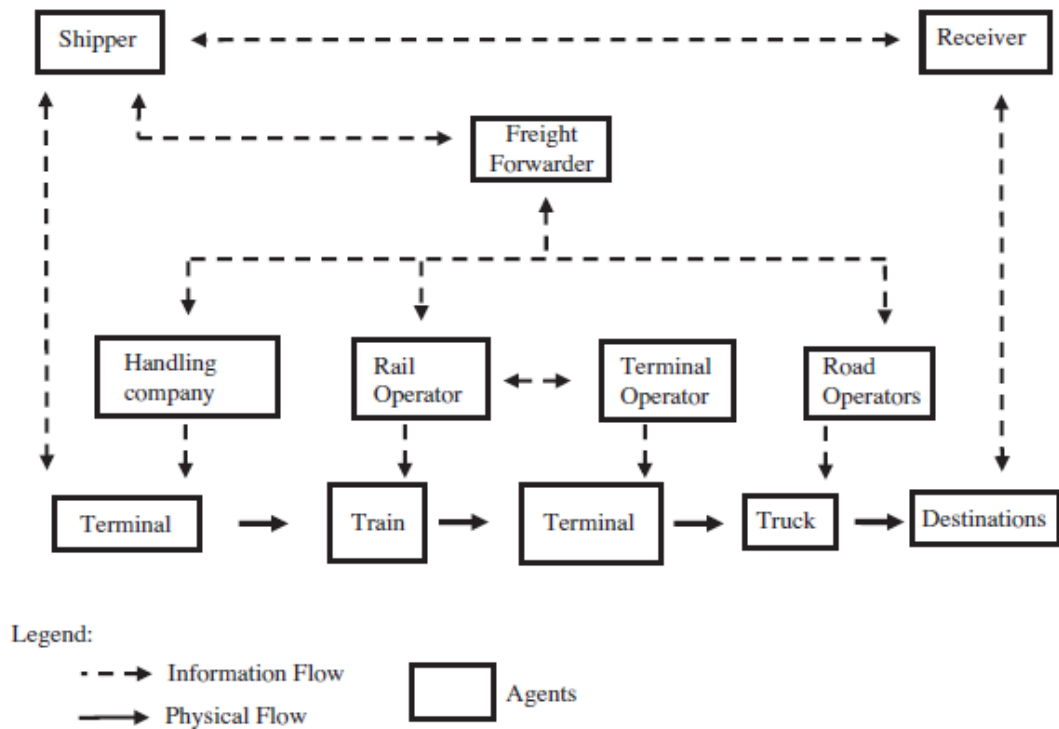 Shipper
Receiver
Freight
Forwarder
Handling
company
Rail
Operator
Terminal
Operator
Road
Operators
Terminal
Train
Terminal
Truck
Destinations
Legend:
Information Flow
Agents
Physical Flow